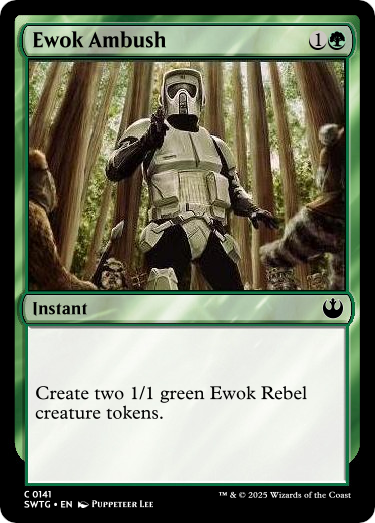 Ewok Ambush 1
Instant
Create two 1/1 green Ewok Rebel
creature tokens.
C 0141
SWTG • EN Puppeteer Lee
™ & © 2025 Wizards of the Coast